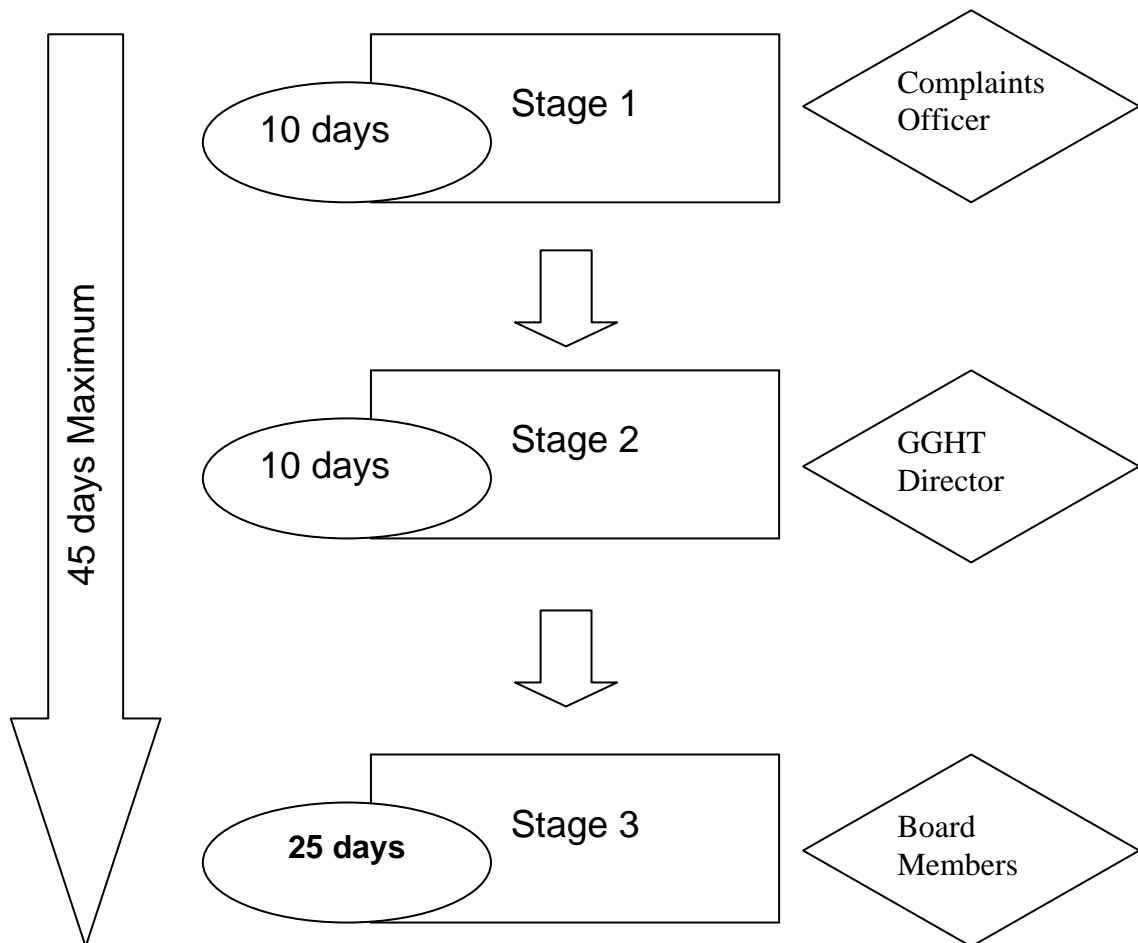 Stage 1
10 days
Complaints
Officer
45 days Maximum
Stage 2
10 days
GGHT
Director
Stage 3
25 days
Board
Members